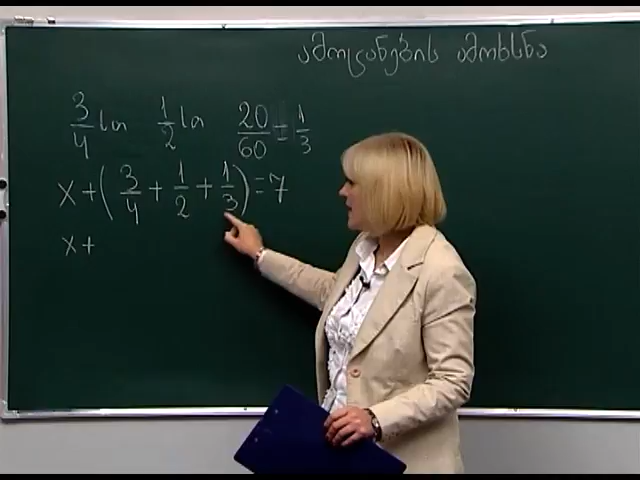 ამოცანების ამოხსნა
3/4 სთ 1/2 სთ 20/60 = 1/3
x + (3/4 + 1/2 + 1/3) = 7
x +